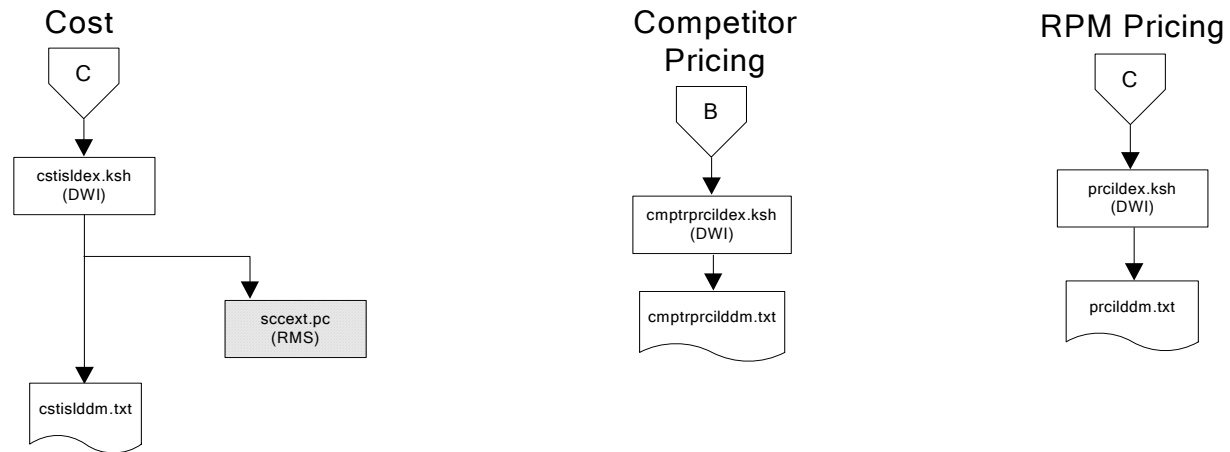 Cost
C
cstisldex.ksh
(DWI)
sccext.pc
(RMS)
cstislddm.txt
Competitor
Pricing
B
cmptrprcildex.ksh
(DWI)
cmptrprcilddm.txt
RPM Pricing
C
prcildex.ksh
(DWI)
prcilddm.txt